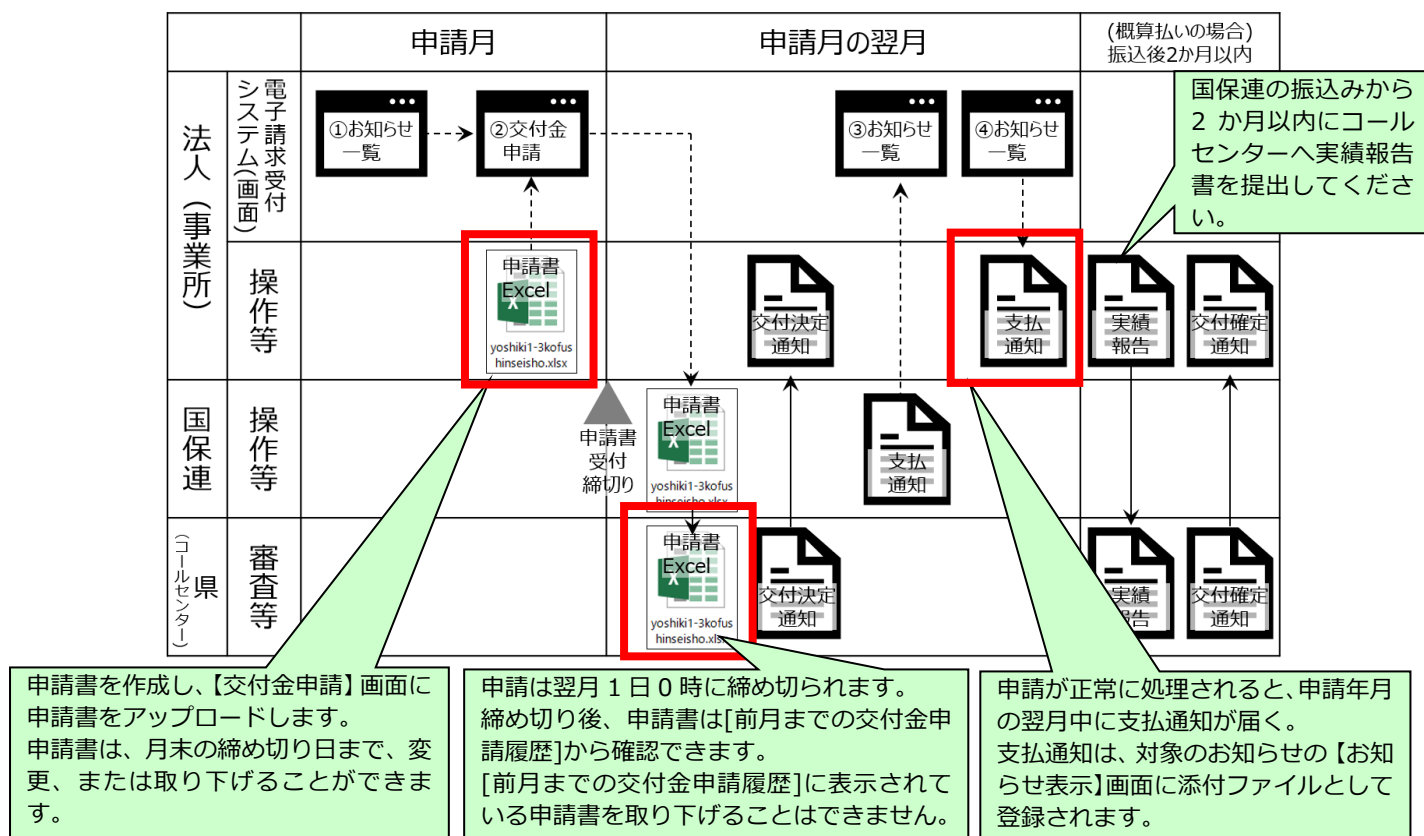 申請月
申請月の翌月
(概算払いの場合)
振込後2か月以内
法人（事業所）
電子請求受付
システム(画面)
①お知らせ
一覧
②交付金
申請
③お知らせ
一覧
④お知らせ
一覧
国保連の振込みから
2 か月以内にコール
センターへ実績報告
書を提出してくださ
い。
操作等
申請書
Excel
yoshiki1-3kofus
hinseisho.xlsx
交付決定
通知
支払
通知
実績
報告
交付確定
通知
国保連
操作等
申請書
受付
締切り
申請書
Excel
yoshiki1-3kofus
hinseisho.xlsx
支払
通知
県
(コールセンター)
審査等
申請書
Excel
yoshiki1-3kofus
hinseisho.xlsx
交付決定
通知
実績
報告
交付確定
通知
申請書を作成し、【交付金申請】画面に
申請書をアップロードします。
申請書は、月末の締め切り日まで、変
更、または取り下げることができま
す。
申請は翌月１日０時に締め切られます。
締め切り後、申請書は[前月までの交付金申
請履歴]から確認できます。
[前月までの交付金申請履歴]に表示されて
いる申請書を取り下げることはできません。
申請が正常に処理されると、申請年月
の翌月中に支払通知が届く。
支払通知は、対象のお知らせの【お知
らせ表示】画面に添付ファイルとして
登録されます。